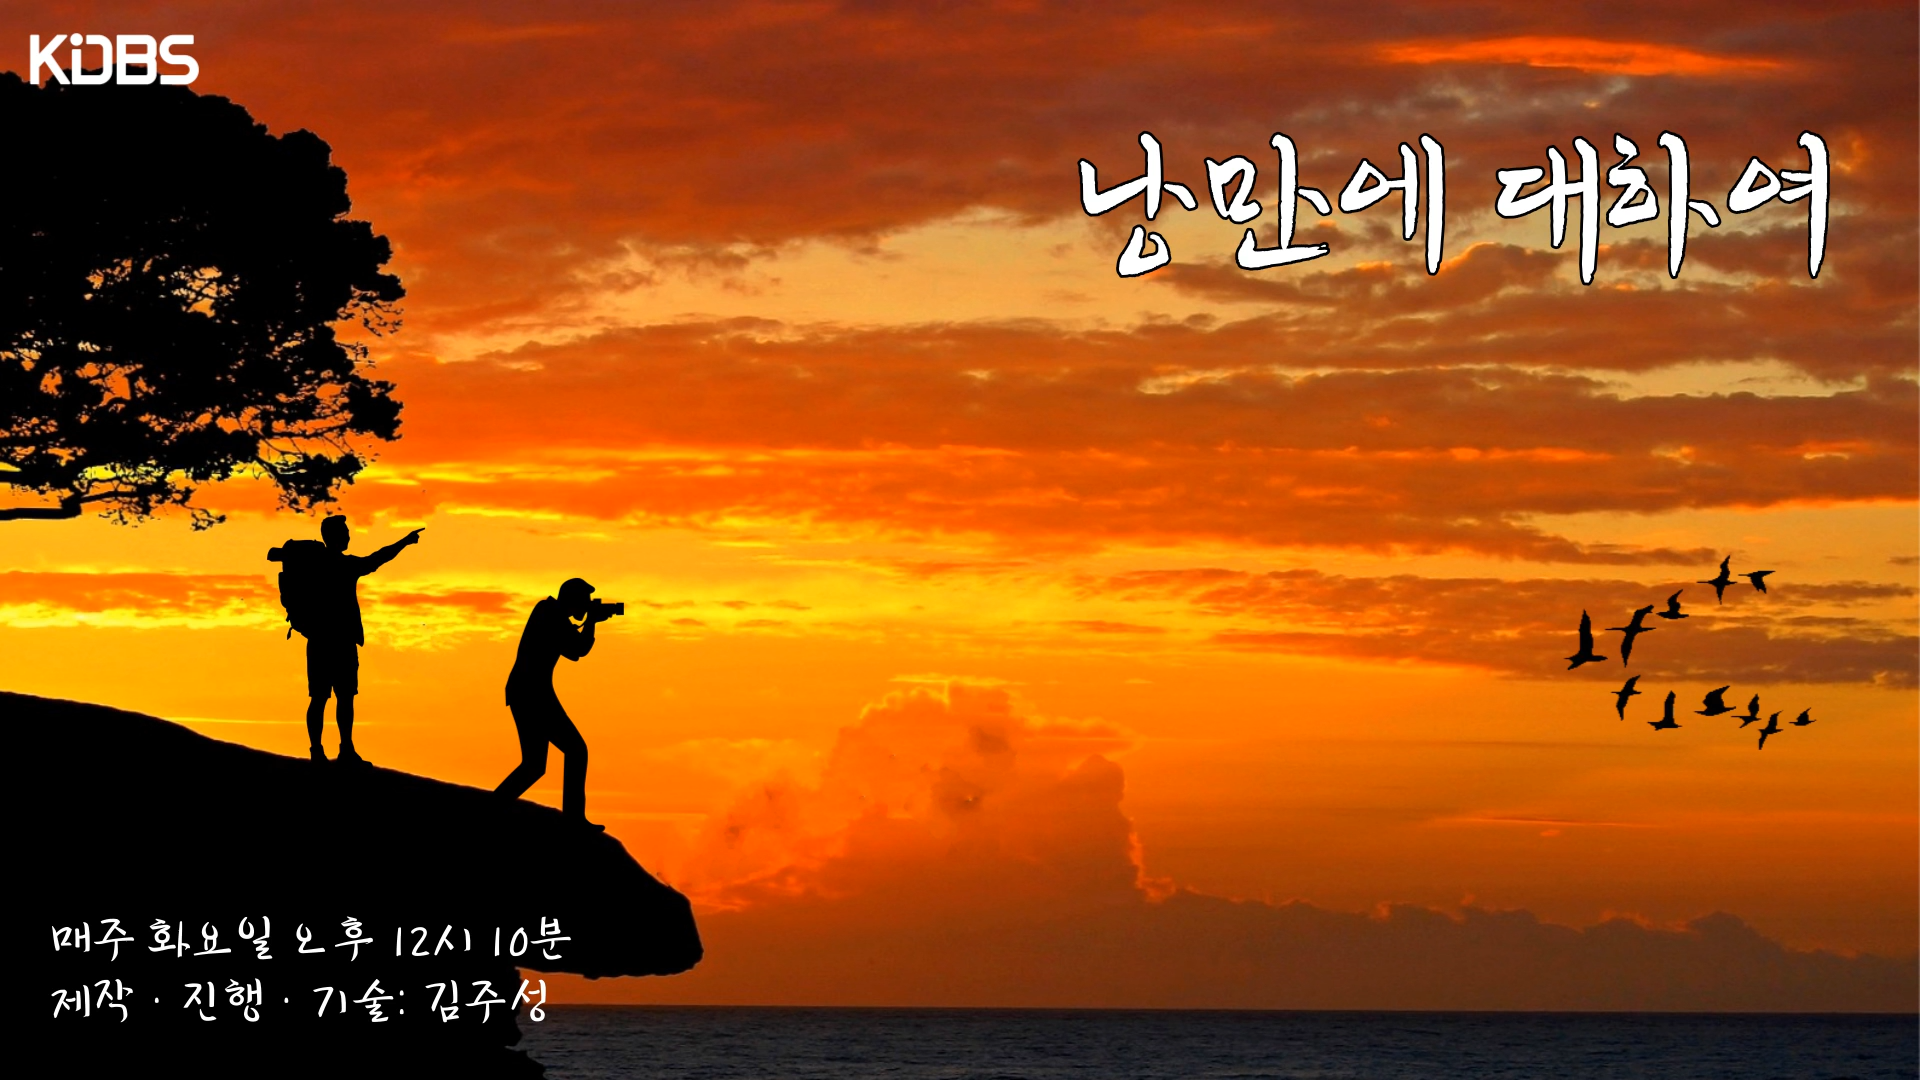 KiDBS
낭만에 대하여
매주 화요일 오후 12시 10분
제작 · 진행 · 기술: 김주성